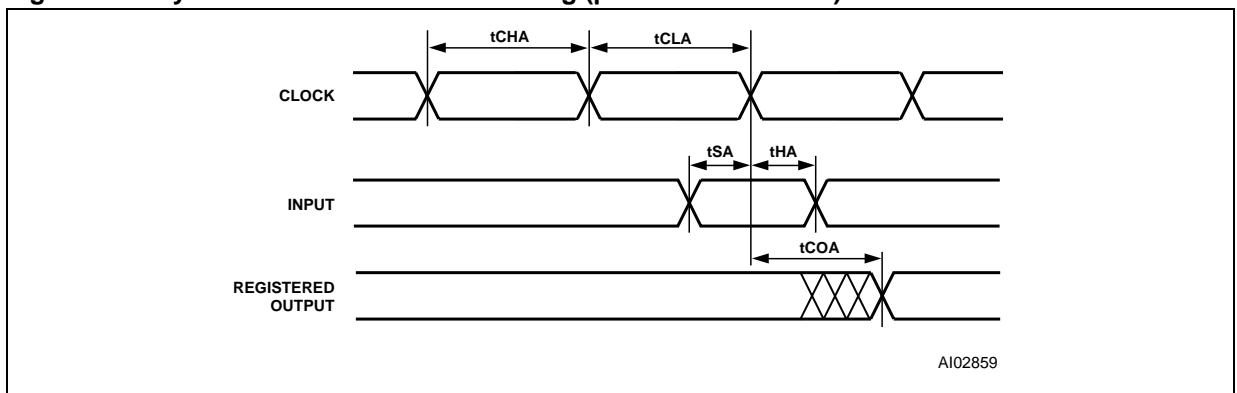 tCHA tCLA
CLOCK
tSA tHA
INPUT
tCOA
REGISTERED
OUTPUT
AI02859